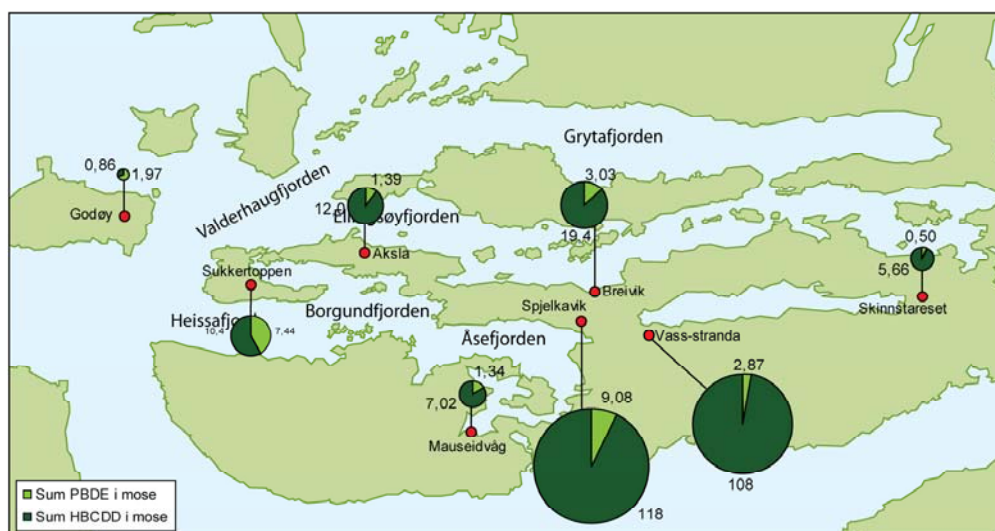 Grytafjorden
0,86
1,97
Godøy
Valderhaugfjorden
1,39
12,0
Aksla
3,03
19,4
Breivik
0,50
5,66
Skinnstareset
Sukkertoppen
10,4
7,44
Borgundfjorden
Spjelkavik
Vass-stranda
Åsefjorden
1,34
7,02
Mauseidvåg
9,08
118
2,87
108
Sum PBDE i mose
Sum HBCDD i mose